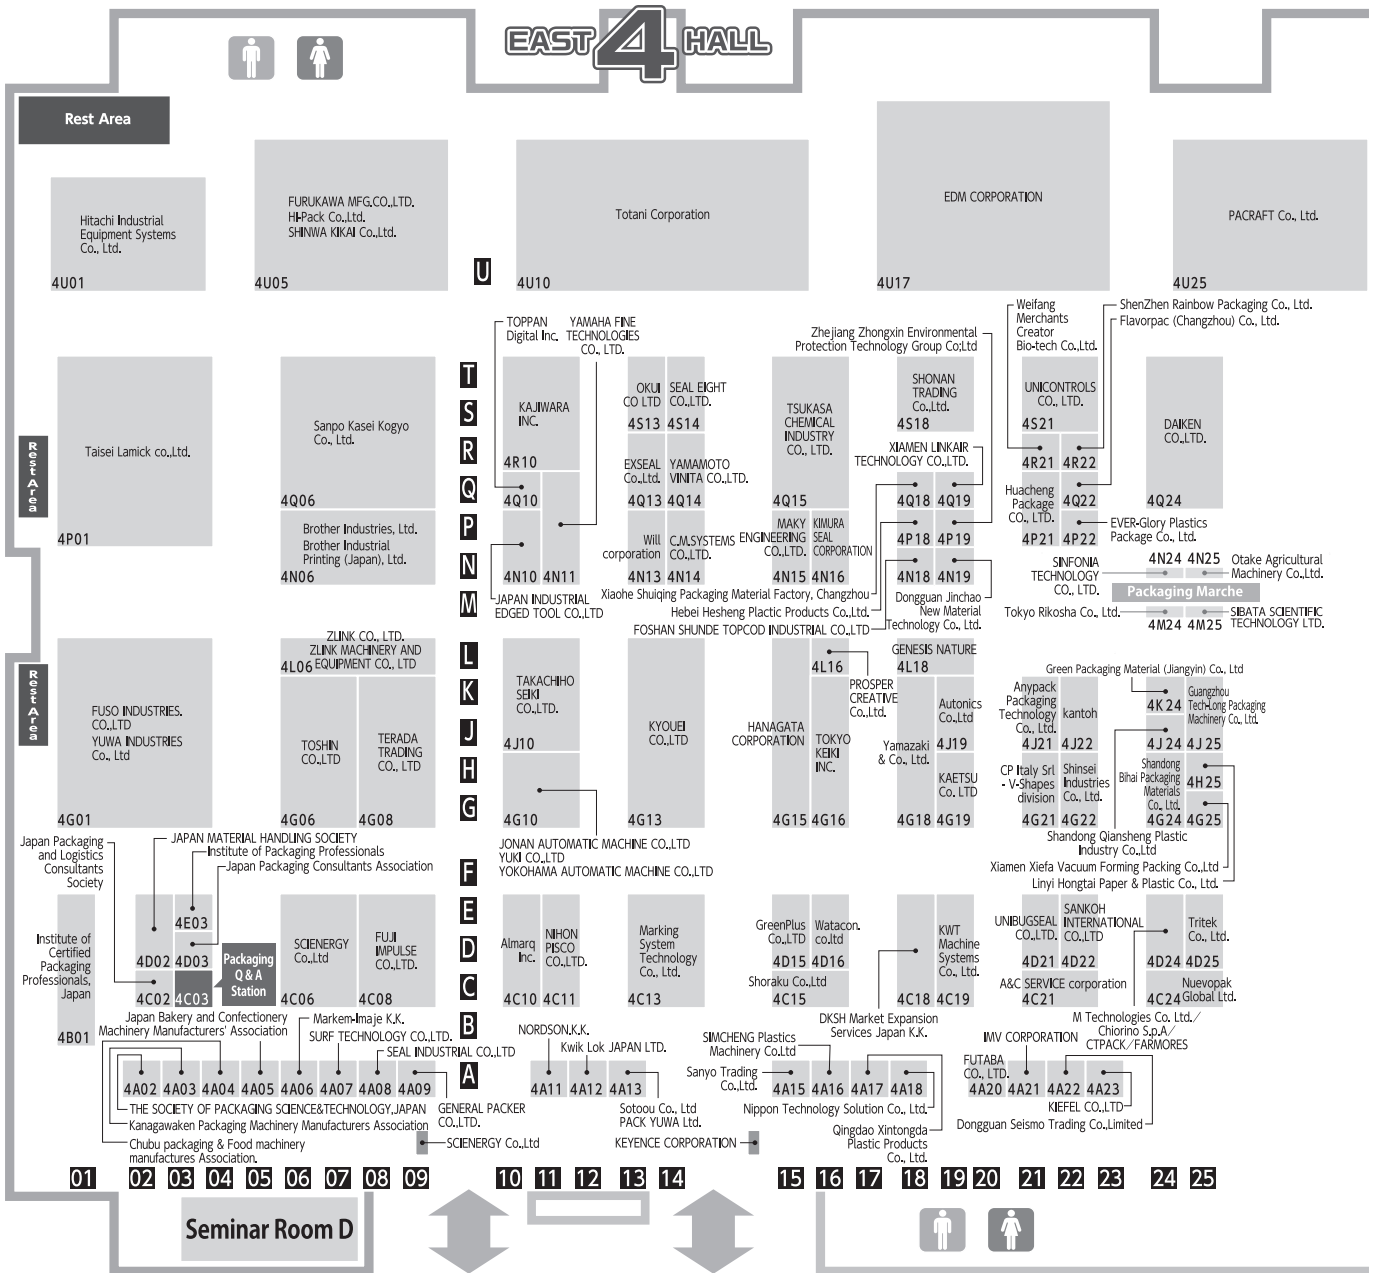 EAST 4 HALL
Rest Area
Hitachi Industrial
Equipment Systems
Co., Ltd.
4U01
FURUKAWA MFG.CO.,LTD.
HI-Pack Co.,Ltd.
SHINWA KIKAI Co.,Ltd.
4U05
U
Totani Corporation
4U10
EDM CORPORATION
4U17
PACRAFT Co., Ltd.
4U25
TOPPAN
Digital Inc.
YAMAHA FINE
TECHNOLOGIES
CO., LTD.
Zhejiang Zhongxin Environmental
Protection Technology Group Co;Ltd
Weifang
Merchants
Creator
Bio-tech Co.,Ltd.
ShenZhen Rainbow Packaging Co., Ltd.
Flavorpac (Changzhou) Co., Ltd.
T
S
R
Q
P
N
M
Rest Area
Taisei Lamick co.,Ltd.
4P01
Sanpo Kasei Kogyo
Co., Ltd.
4Q06
Brother Industries, Ltd.
Brother Industrial
Printing (Japan), Ltd.
4N06
KAJIWARA
INC.
4R10
4Q10
4N10
4N11
JAPAN INDUSTRIAL
EDGED TOOL CO.,LTD
OKUI
CO LTD
4S13
SEAL EIGHT
CO.,LTD.
4S14
EXSEAL
Co.,Ltd.
4Q13
YAMAMOTO
VINITA CO.,LTD.
4Q14
Will
corporation
4N13
C.M.SYSTEMS
CO.,LTD.
4N14
TSUKASA
CHEMICAL
INDUSTRY
CO., LTD.
4Q15
MAKY
ENGINEERING
CO.,LTD.
4N15
KIMURA
SEAL
CORPORATION
4N16
SHONAN
TRADING
Co.,Ltd.
4S18
XIAMEN LINKAIR
TECHNOLOGY CO.,LTD.
4Q18
4Q19
4P18
4P19
4N18
4N19
Xiaohe Shuiqing Packaging Material Factory, Changzhou
Hebei Hesheng Plastic Products Co.,Ltd.
FOSHAN SHUNDE TOPCOD INDUSTRIAL CO.,LTD
Dongguan Jinchao
New Material
Technology Co., Ltd.
UNICONTROLS
CO., LTD.
4S21
4R21
4R22
Huacheng
Package
CO., LTD.
4P21
4Q22
4P22
EVER-Glory Plastics
Package Co., Ltd.
DAIKEN
CO.,LTD.
4Q24
SINFONIA
TECHNOLOGY
CO., LTD.
4N24
4N25
Otake Agricultural
Machinery Co.,Ltd.
Packaging Marche
Tokyo Rikosha Co., Ltd.
4M24
4M25
SIBATA SCIENTIFIC
TECHNOLOGY LTD.
L
K
J
H
G
Rest Area
FUSO INDUSTRIES.
CO.,LTD
YUWA INDUSTRIES
Co., Ltd
4G01
ZLINK CO., LTD.
ZLINK MACHINERY AND
EQUIPMENT CO., LTD
4L06
TOSHIN
CO.,LTD
4G06
TERADA
TRADING
CO., LTD
4G08
TAKACHIHO
SEIKI
CO.,LTD.
4J10
4G10
JONAN AUTOMATIC MACHINE CO.,LTD
YUKI CO.,LTD
YOKOHAMA AUTOMATIC MACHINE CO.,LTD
KYOUEI
CO.,LTD
4G13
HANAGATA
CORPORATION
4G15
4L16
PROSPER
CREATIVE
Co.,Ltd.
TOKYO
KEIKI
INC.
4G16
GENESIS NATURE
4L18
Yamazaki
& Co., Ltd.
4G18
Autonics
Co.,Ltd
4J19
KAETSU
Co. LTD
4G19
Anypack
Packaging
Technology
Co., Ltd.
4J21
kantoh
4J22
CP Italy Srl
- V-Shapes
division
4G21
Shinsei
Industries
Co., Ltd.
4G22
Green Packaging Material (Jiangyin) Co., Ltd
4K24
4J24
Guangzhou
Tech-Long Packaging
Machinery Co., Ltd.
4J25
Shandong
Bihai Packaging
Materials
Co., Ltd.
4G24
4H25
4G25
Shandong Qiansheng Plastic
Industry Co.,Ltd
Xiamen Xiefa Vacuum Forming Packing Co.,Ltd
Linyi Hongtai Paper & Plastic Co., Ltd.
F
E
D
C
B
A
Japan Packaging
and Logistics
Consultants
Society
JAPAN MATERIAL HANDLING SOCIETY
Institute of Packaging Professionals
Japan Packaging Consultants Association
Institute of
Certified
Packaging
Professionals,
Japan
4B01
4E03
4D02
4D03
4C02
4C03
Packaging
Q & A
Station
SCIENERGY
Co.,Ltd
4C06
FUJI
IMPULSE
CO.,LTD.
4C08
Almarq
Inc.
4C10
NIHON
PISCO
CO.,LTD.
4C11
Marking
System
Technology
Co., Ltd.
4C13
GreenPlus
Co.,LTD
4D15
Watacon.
co.ltd
4D16
Shoraku Co.,Ltd
4C15
4C18
KWT
Machine
Systems
Co., Ltd.
4C19
DKSH Market Expansion
Services Japan K.K.
UNIBUGSEAL
CO.,LTD.
4D21
SANKOH
INTERNATIONAL
CO.,LTD
4D22
A&C SERVICE corporation
4C21
4D24
Tritek
Co., Ltd.
4D25
4C24
Nuevopak
Global Ltd.
M Technologies Co. Ltd./
Chiorino S.p.A/
CTPACK/FARMORES
Japan Bakery and Confectionery
Machinery Manufacturers' Association
Markem-Imaje K.K.
SURF TECHNOLOGY CO.,LTD.
SEAL INDUSTRIAL CO.,LTD
4A02
4A03
4A04
4A05
4A06
4A07
4A08
4A09
THE SOCIETY OF PACKAGING SCIENCE&TECHNOLOGY,JAPAN
Kanagawaken Packaging Machinery Manufacturers Association
Chubu packaging & Food machinery
manufactures Association.
GENERAL PACKER
CO.,LTD.
SCIENERGY Co.,Ltd
NORDSON.K.K.
Kwik Lok JAPAN LTD.
4A11
4A12
4A13
Sotoou Co., Ltd
PACK YUWA Ltd.
KEYENCE CORPORATION
SIMCHENG Plastics
Machinery Co.Ltd
Sanyo Trading
Co.,Ltd.
4A15
4A16
4A17
4A18
Nippon Technology Solution Co., Ltd.
Qingdao Xintongda
Plastic Products
Co., Ltd.
IMV CORPORATION
FUTABA
CO., LTD.
4A20
4A21
4A22
4A23
KIEFEL CO.,LTD
Dongguan Seismo Trading Co.,Limited
01 02 03 04 05 06 07 08 09 10 11 12 13 14 15 16 17 18 19 20 21 22 23 24 25
Seminar Room D